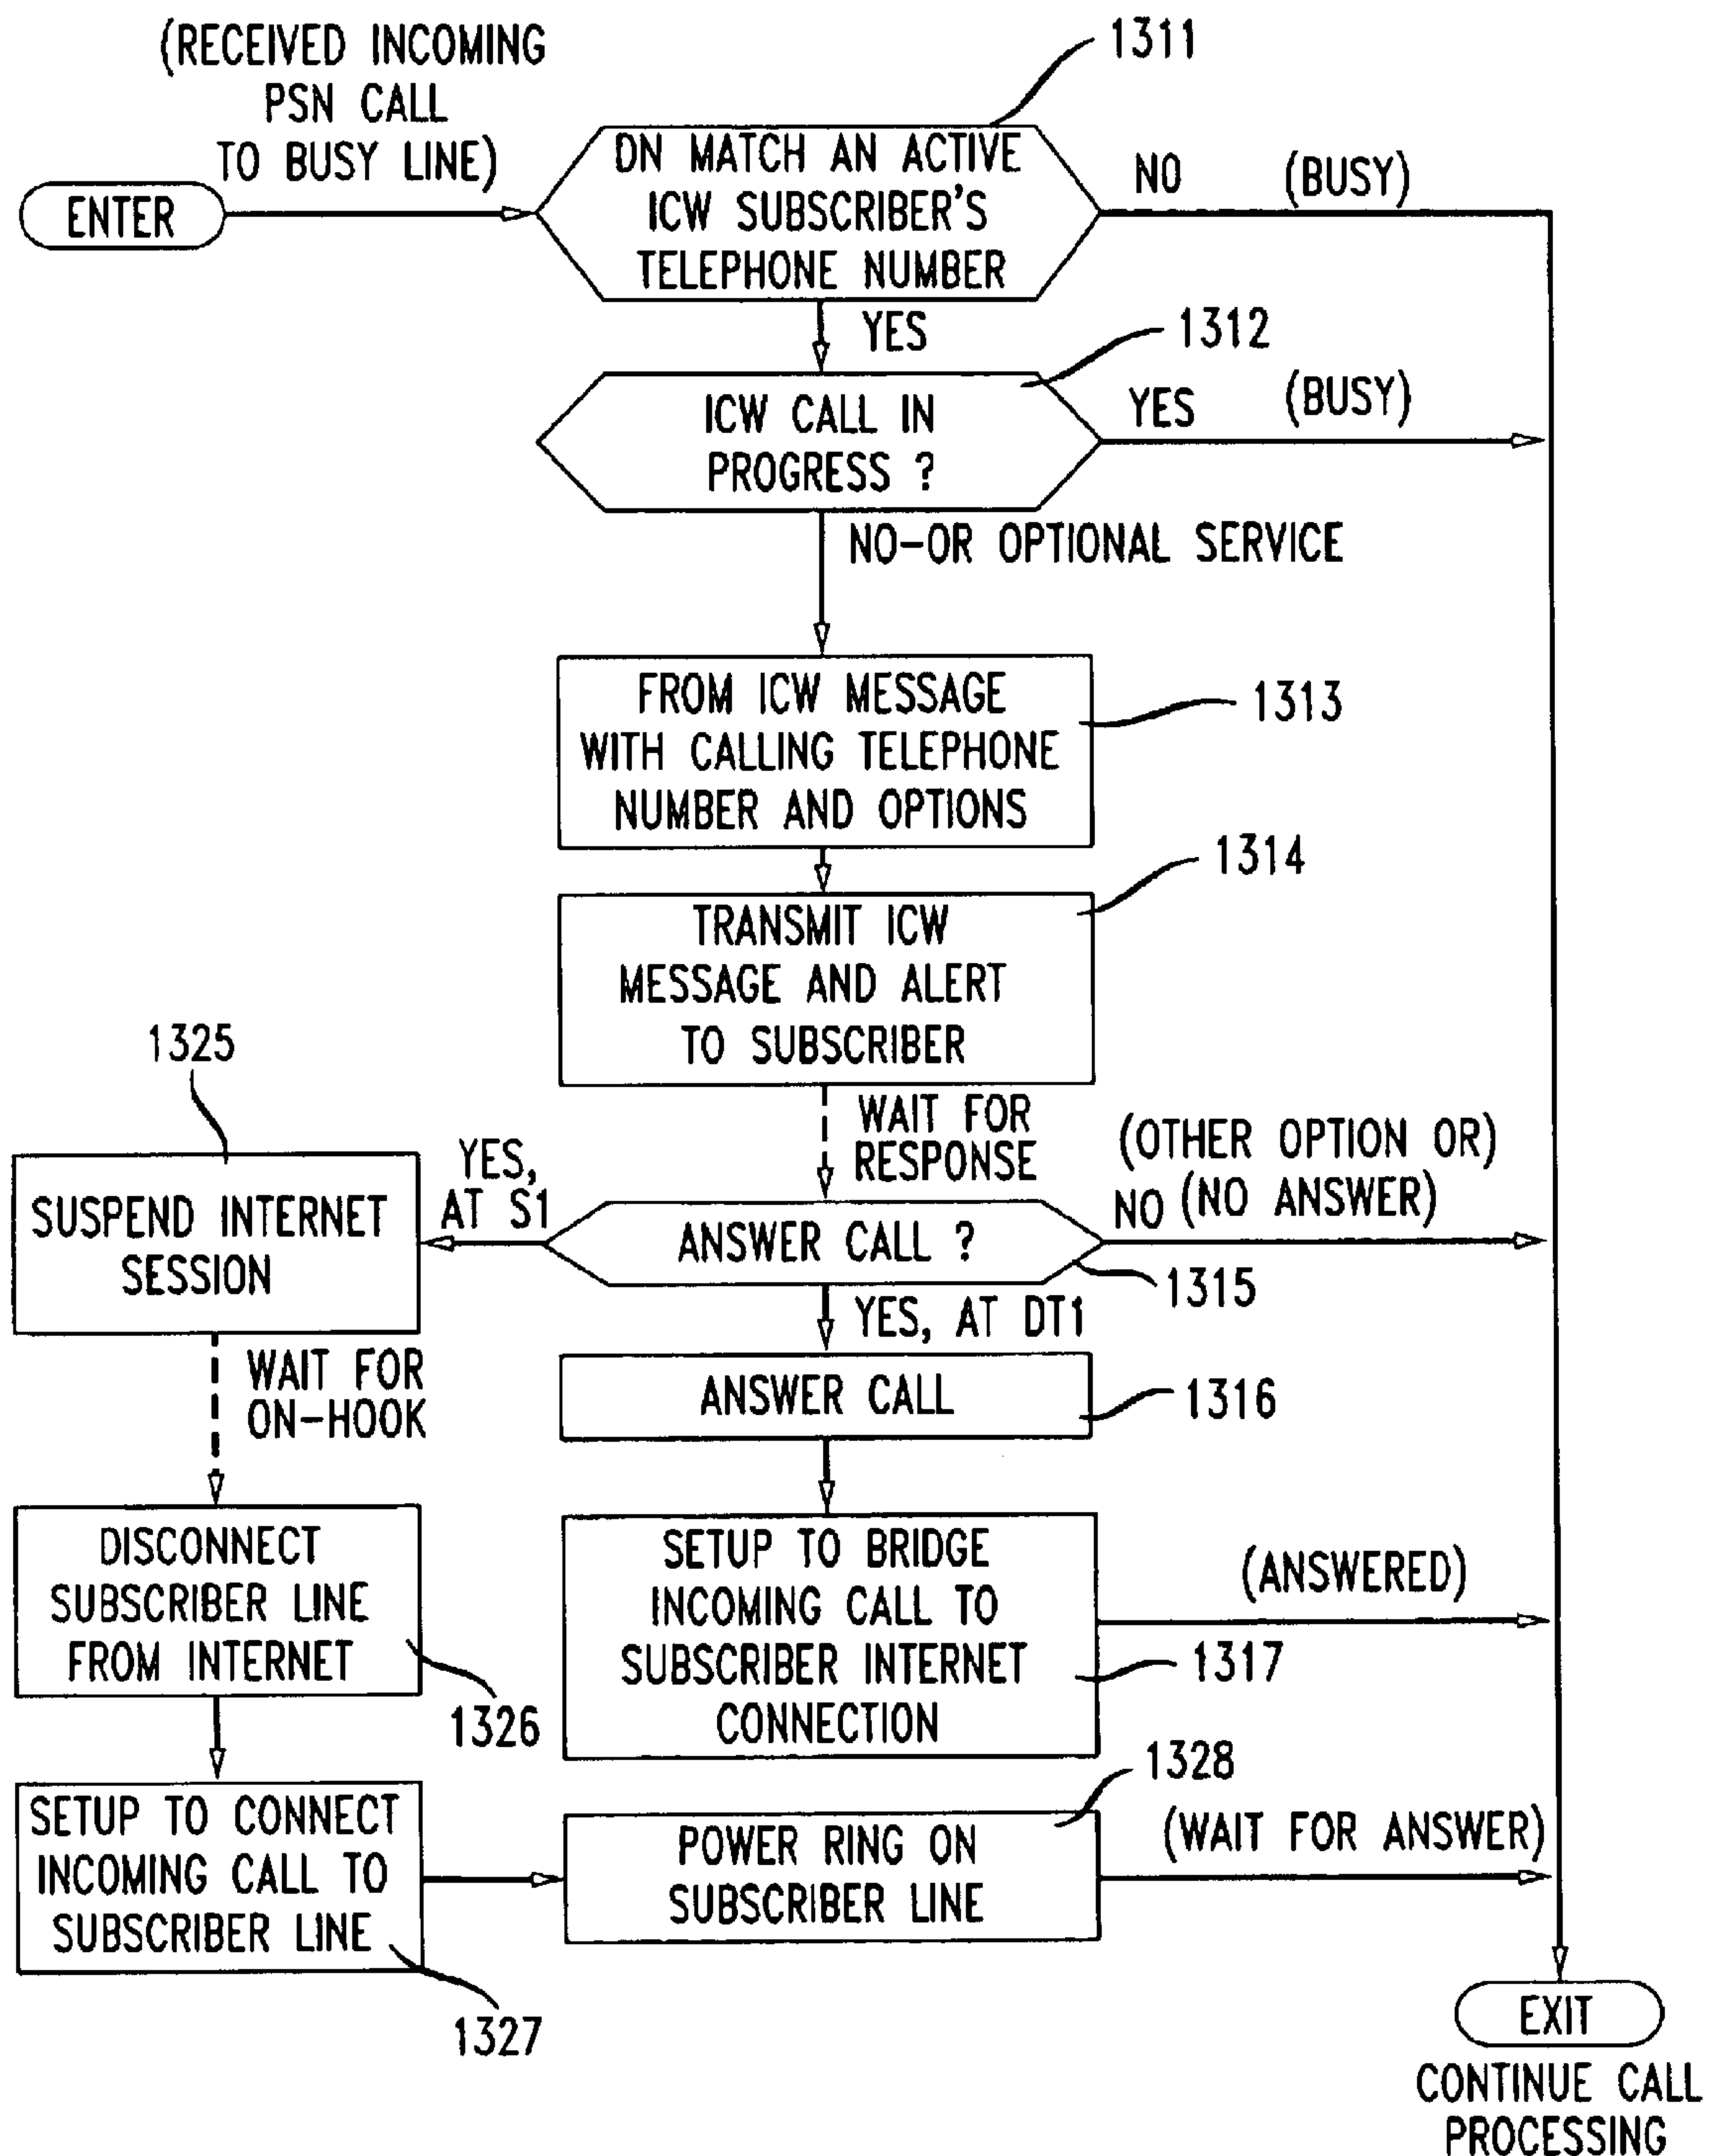 (RECEIVED INCOMING
PSN CALL
TO BUSY LINE)
ENTER
1311
DN MATCH AN ACTIVE
ICW SUBSCRIBER'S
TELEPHONE NUMBER
NO (BUSY)
YES
1312
ICW CALL IN
PROGRESS ?
YES (BUSY)
NO-OR OPTIONAL SERVICE
FROM ICW MESSAGE
WITH CALLING TELEPHONE
NUMBER AND OPTIONS
1313
1314
TRANSMIT ICW
MESSAGE AND ALERT
TO SUBSCRIBER
WAIT FOR
RESPONSE
1325
SUSPEND INTERNET
SESSION
YES,
AT S1
ANSWER CALL ?
(OTHER OPTION OR)
NO (NO ANSWER)
1315
YES, AT DT1
WAIT FOR
ON-HOOK
ANSWER CALL
1316
DISCONNECT
SUBSCRIBER LINE
FROM INTERNET
1326
SETUP TO BRIDGE
INCOMING CALL TO
SUBSCRIBER INTERNET
CONNECTION
(ANSWERED)
1317
SETUP TO CONNECT
INCOMING CALL TO
SUBSCRIBER LINE
1327
1328
POWER RING ON
SUBSCRIBER LINE
(WAIT FOR ANSWER)
EXIT
CONTINUE CALL
PROCESSING